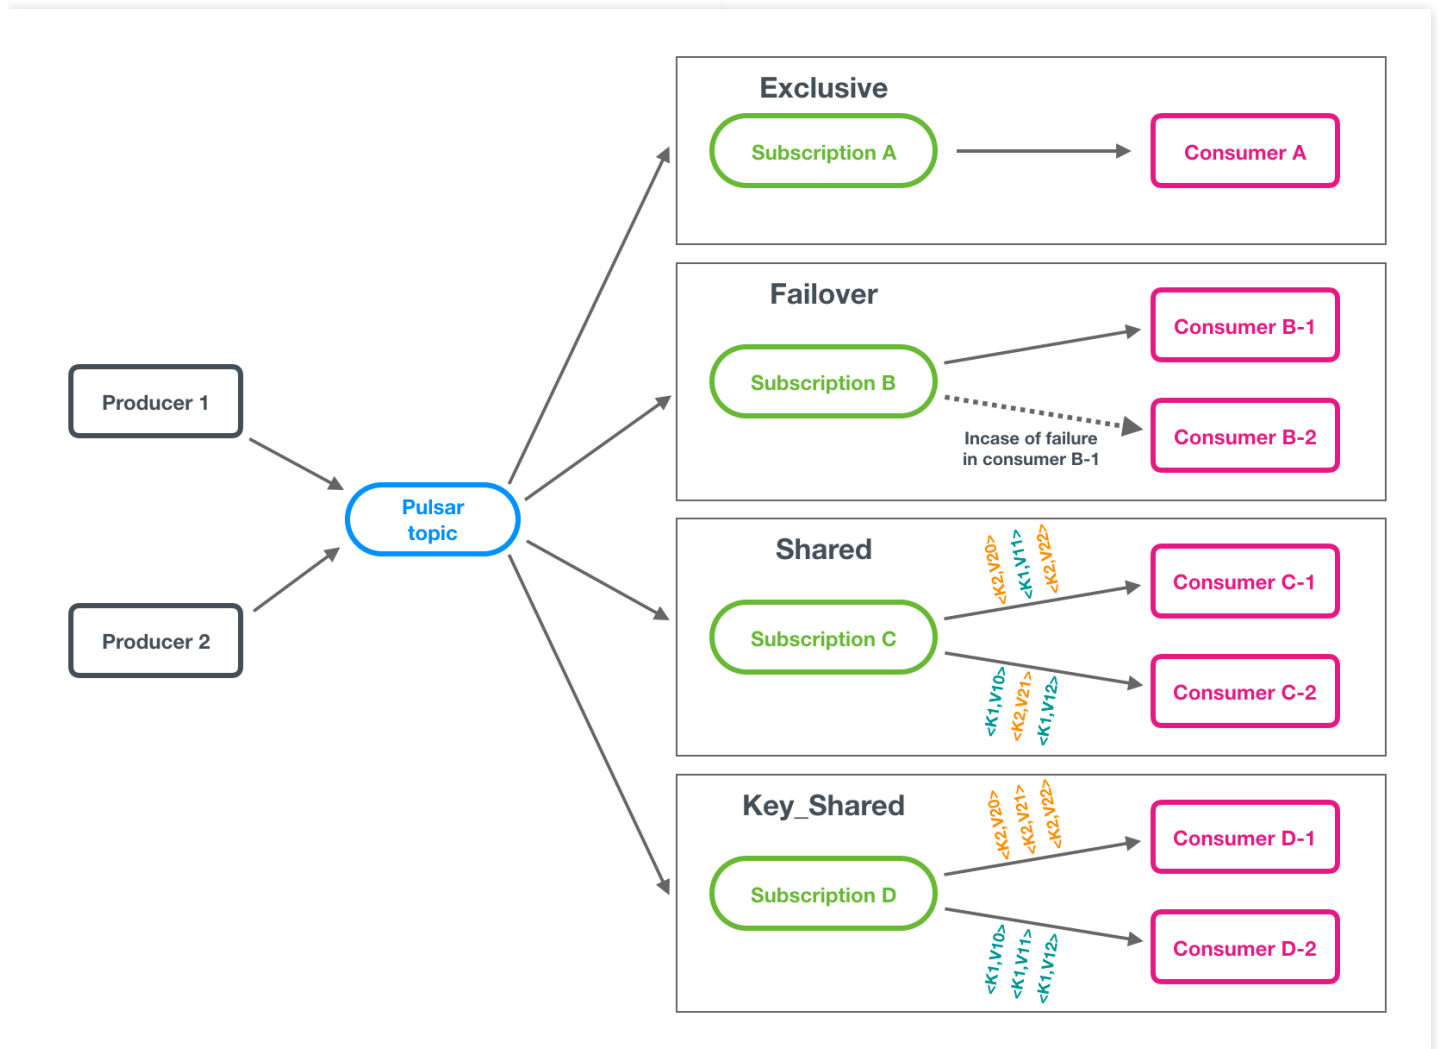 Exclusive
Subscription A
Consumer A
Failover
Subscription B
Consumer B-1
Incase of failure
in consumer B-1
Consumer B-2
Producer 1
Pulsar
topic
Producer 2
Shared
<K2,V20>
<K1,V11>
<K2,V22>
Subscription C
Consumer C-1
<K1,V10>
<K2,V21>
<K1,V12>
Consumer C-2
Key_Shared
<K2,V20>
<K2,V21>
<K2,V22>
Subscription D
Consumer D-1
<K1,V10>
<K1,V11>
<K1,V12>
Consumer D-2